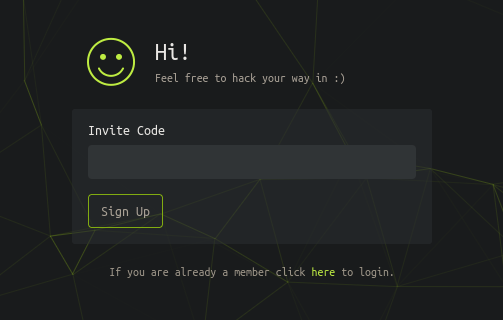 Hi!
Feel free to hack your way in :)
Invite Code
Sign Up
If you are already a member click here to login.